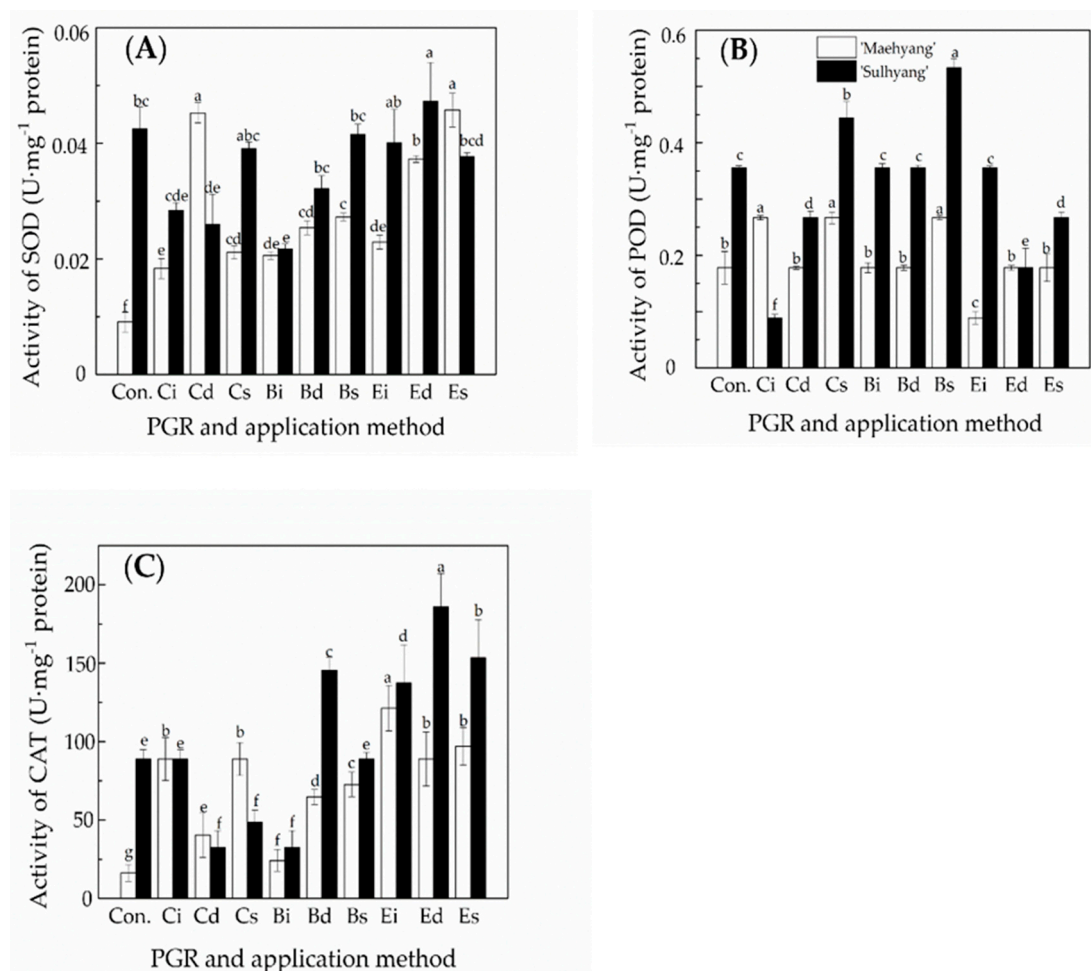 (A)
Activity of SOD (U·mg⁻¹ protein)
0.06
0.04
0.02
0
f bc e cde a de cd abc de e cd bc c bc de ab b a a bcd
Con. Ci Cd Cs Bi Bd Bs Ei Ed Es
PGR and application method
(B)
'Maehyang'
'Sulhyang'
Activity of POD (U·mg⁻¹ protein)
0.6
0.4
0.2
0
b c a f b d a b b c b c a a c c b e b d
Con. Ci Cd Cs Bi Bd Bs Ei Ed Es
PGR and application method
(C)
Activity of CAT (U·mg⁻¹ protein)
200
150
100
50
0
g e b e e f b f f f d c c e a d b a b b
Con. Ci Cd Cs Bi Bd Bs Ei Ed Es
PGR and application method